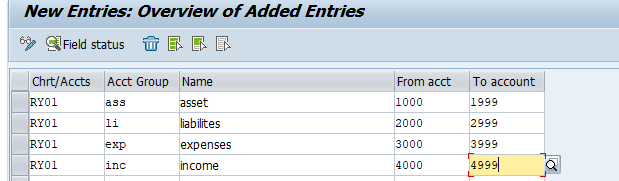 New Entries: Overview of Added Entries
Field status
Chrt/Accts Acct Group Name From acct To account
RY01 ass asset 1000 1999
RY01 li liabilites 2000 2999
RY01 exp expenses 3000 3999
RY01 inc income 4000 4999